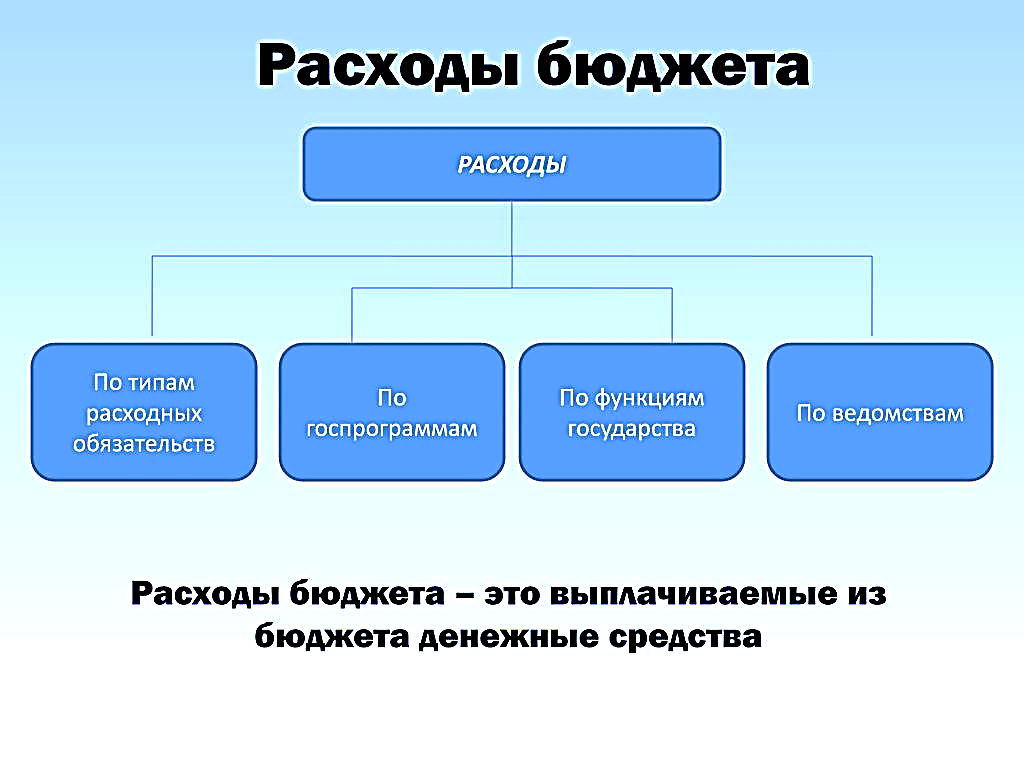 Расходы бюджета
РАСХОДЫ
По типам
расходных
обязательств
По
госпрограммам
По функциям
государства
По ведомствам
Расходы бюджета – это выплачиваемые из
бюджета денежные средства